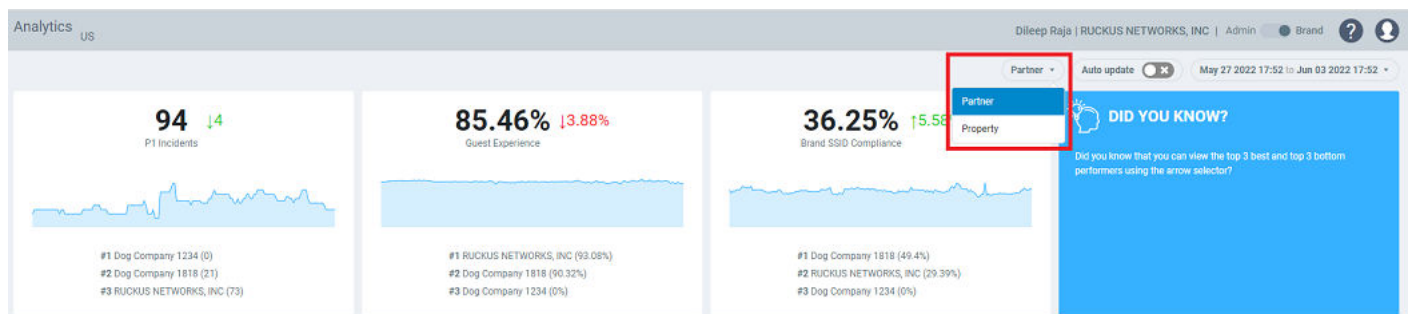 Analytics US
Dileep Raja | RUCKUS NETWORKS, INC | Admin Brand ?
Partner Auto update May 27 2022 17:52 to Jun 03 2022 17:52
Partner
Property
94 ↓4
P1 Incidents
#1 Dog Company 1234 (0)
#2 Dog Company 1818 (21)
#3 RUCKUS NETWORKS, INC (73)
85.46% ↓3.88%
Guest Experience
#1 RUCKUS NETWORKS, INC (93.08%)
#2 Dog Company 1818 (90.32%)
#3 Dog Company 1234 (0%)
36.25% ↑5.58
Brand SSID Compliance
#1 Dog Company 1818 (49.4%)
#2 RUCKUS NETWORKS, INC (29.39%)
#3 Dog Company 1234 (0%)
DID YOU KNOW?
Did you know that you can view the top 3 best and top 3 bottom
performers using the arrow selector?